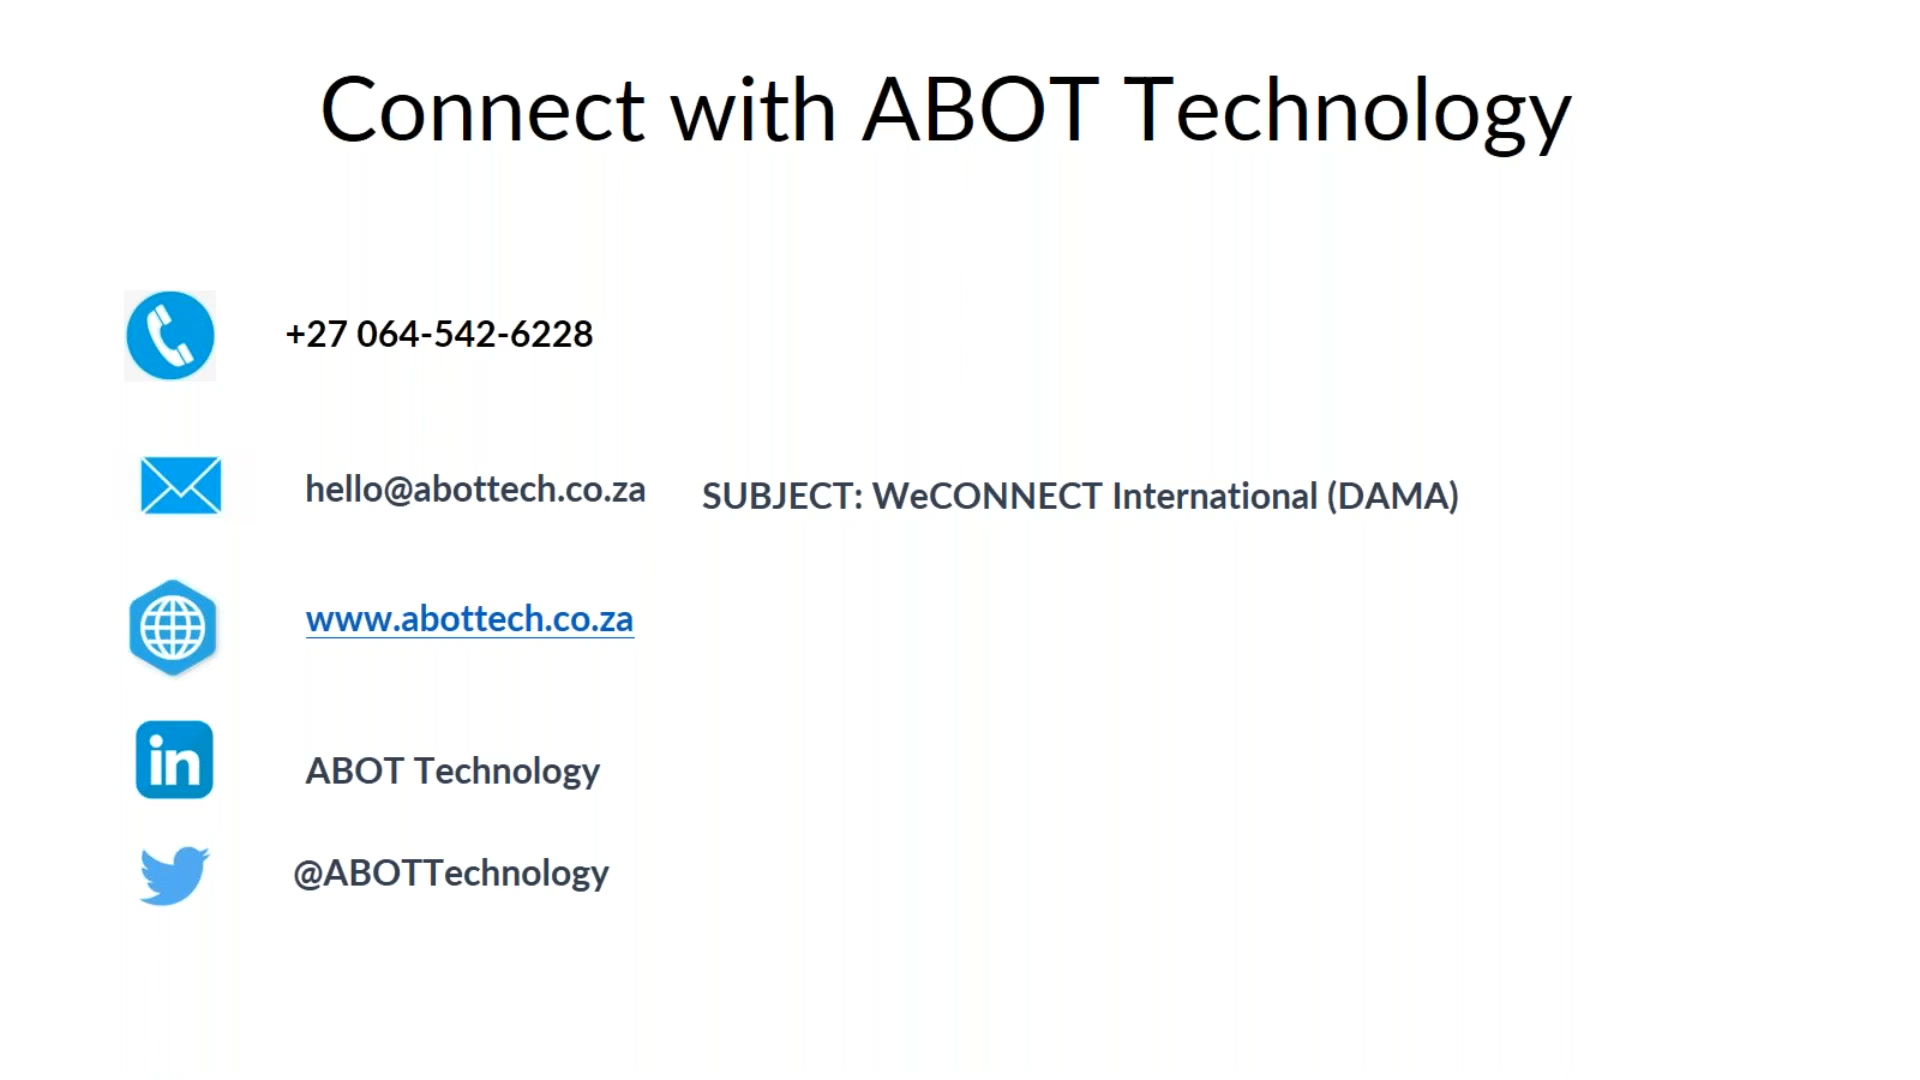 Connect with ABOT Technology
+27 064-542-6228
hello@abottech.co.za SUBJECT: WeCONNECT International (DAMA)
www.abottech.co.za
in
ABOT Technology
@ABOTTechnology